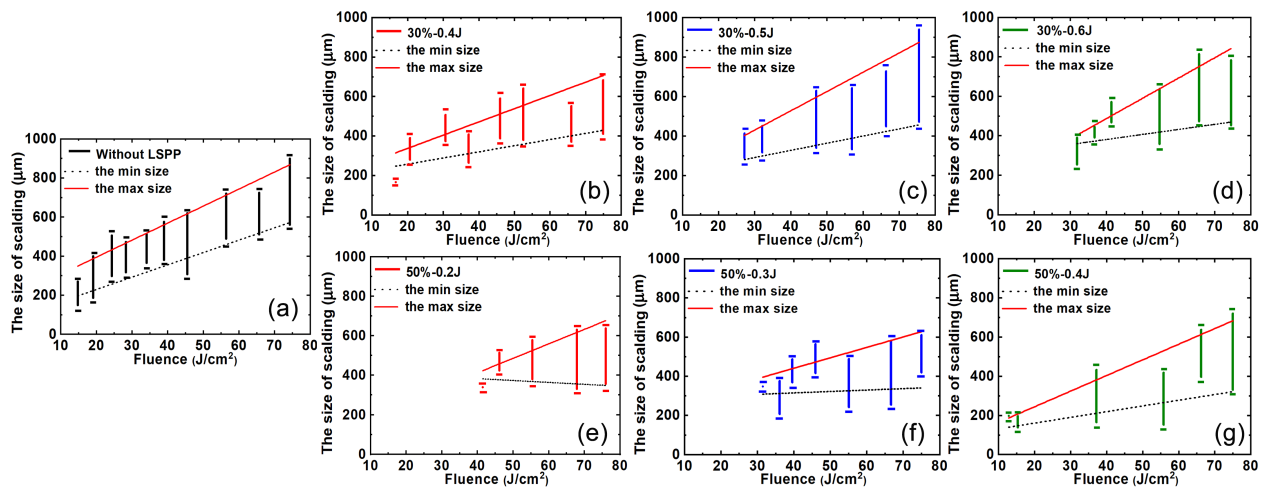 1000
900
800
600
400
200
0
10 20 30 40 50 60 70 80
The size of scalding (μm)
Fluence (J/cm²)
Without LSPP
the min size
the max size
(a)
1000
800
600
400
200
0
10 20 30 40 50 60 70 80
The size of scalding (μm)
Fluence (J/cm²)
30%-0.4J
the min size
the max size
(b)
1000
800
600
400
200
0
10 20 30 40 50 60 70 80
The size of scalding (μm)
Fluence (J/cm²)
30%-0.5J
the min size
the max size
(c)
1000
800
600
400
200
0
10 20 30 40 50 60 70 80
The size of scalding (μm)
Fluence (J/cm²)
30%-0.6J
the min size
the max size
(d)
1000
800
600
400
200
0
10 20 30 40 50 60 70 80
The size of scalding (μm)
Fluence (J/cm²)
50%-0.2J
the min size
the max size
(e)
1000
800
600
400
200
0
10 20 30 40 50 60 70 80
The size of scalding (μm)
Fluence (J/cm²)
50%-0.3J
the min size
the max size
(f)
1000
800
600
400
200
0
10 20 30 40 50 60 70 80
The size of scalding (μm)
Fluence (J/cm²)
50%-0.4J
the min size
the max size
(g)